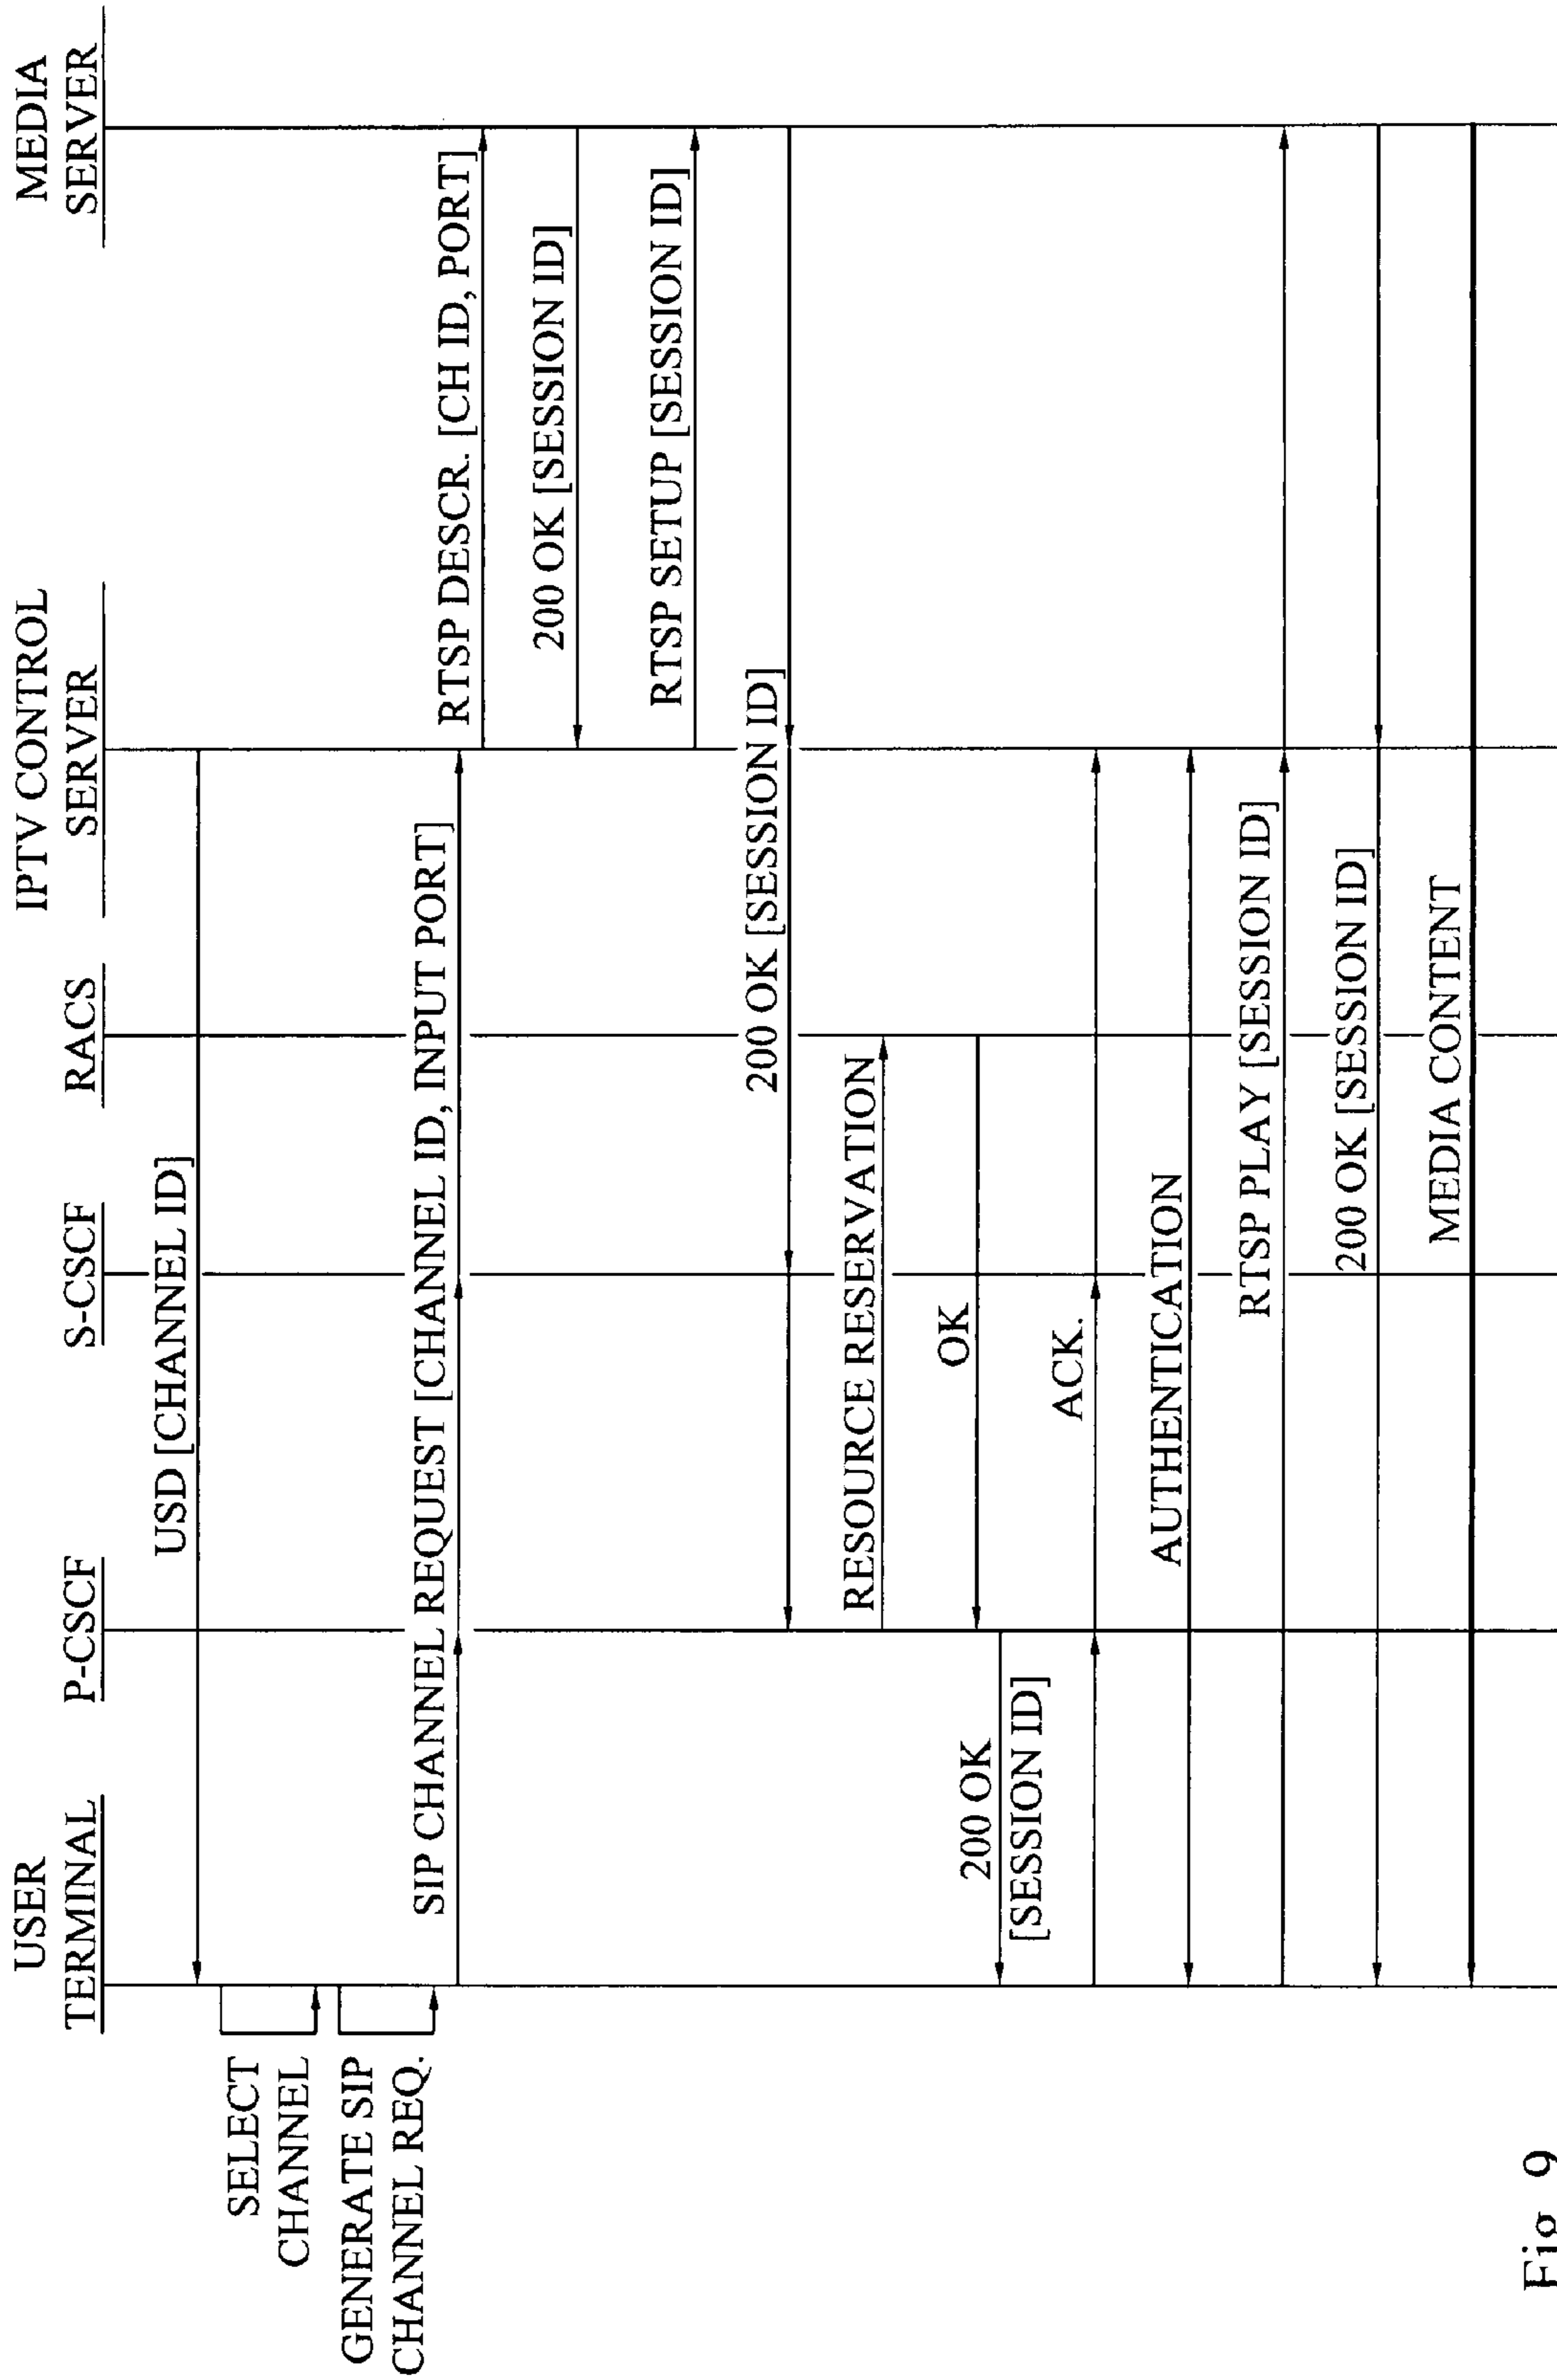 USER
TERMINAL
P-CSCF
S-CSCF
RACS
IPTV CONTROL
SERVER
MEDIA
SERVER
USD [CHANNEL ID]
SELECT
CHANNEL
GENERATE SIP
CHANNEL REQ.
SIP CHANNEL REQUEST [CHANNEL ID, INPUT PORT]
RTSP DESCR. [CH ID, PORT]
200 OK [SESSION ID]
RTSP SETUP [SESSION ID]
200 OK [SESSION ID]
RESOURCE RESERVATION
OK
200 OK
[SESSION ID]
ACK.
AUTHENTICATION
RTSP PLAY [SESSION ID]
200 OK [SESSION ID]
MEDIA CONTENT
Fig. 9